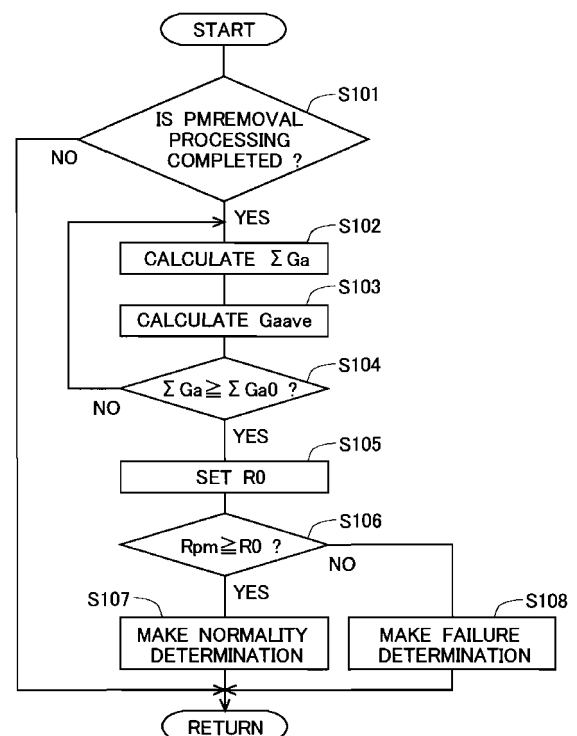 START
S101
IS PMREMOVAL
PROCESSING
COMPLETED ?
NO
YES
S102
CALCULATE ΣGa
S103
CALCULATE Gaave
S104
ΣGa≧ΣGa0 ?
NO
YES
S105
SET R0
S106
Rpm≧R0 ?
NO
YES
S107
S108
MAKE NORMALITY
DETERMINATION
MAKE FAILURE
DETERMINATION
RETURN